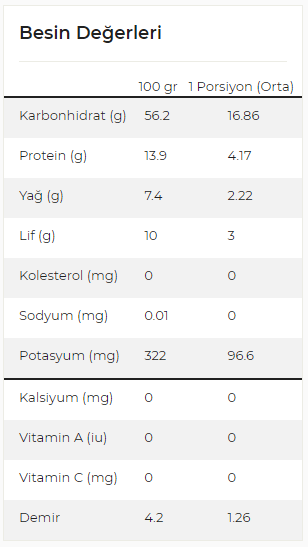 Besin Değerleri
100 gr 1 Porsiyon (Orta)
Karbonhidrat (g) 56.2 16.86
Protein (g) 13.9 4.17
Yağ (g) 7.4 2.22
Lif (g) 10 3
Kolesterol (mg) 0 0
Sodyum (mg) 0.01 0
Potasyum (mg) 322 96.6
Kalsiyum (mg) 0 0
Vitamin A (iu) 0 0
Vitamin C (mg) 0 0
Demir 4.2 1.26